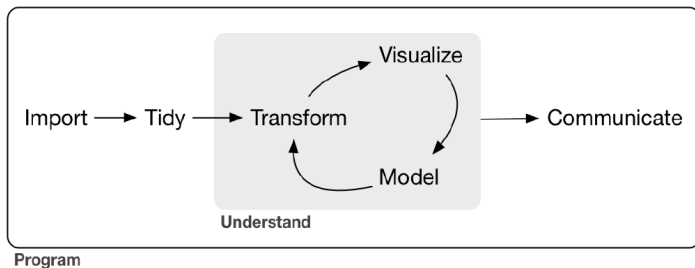 Visualize
Import Tidy Transform Communicate
Model
Understand
Program